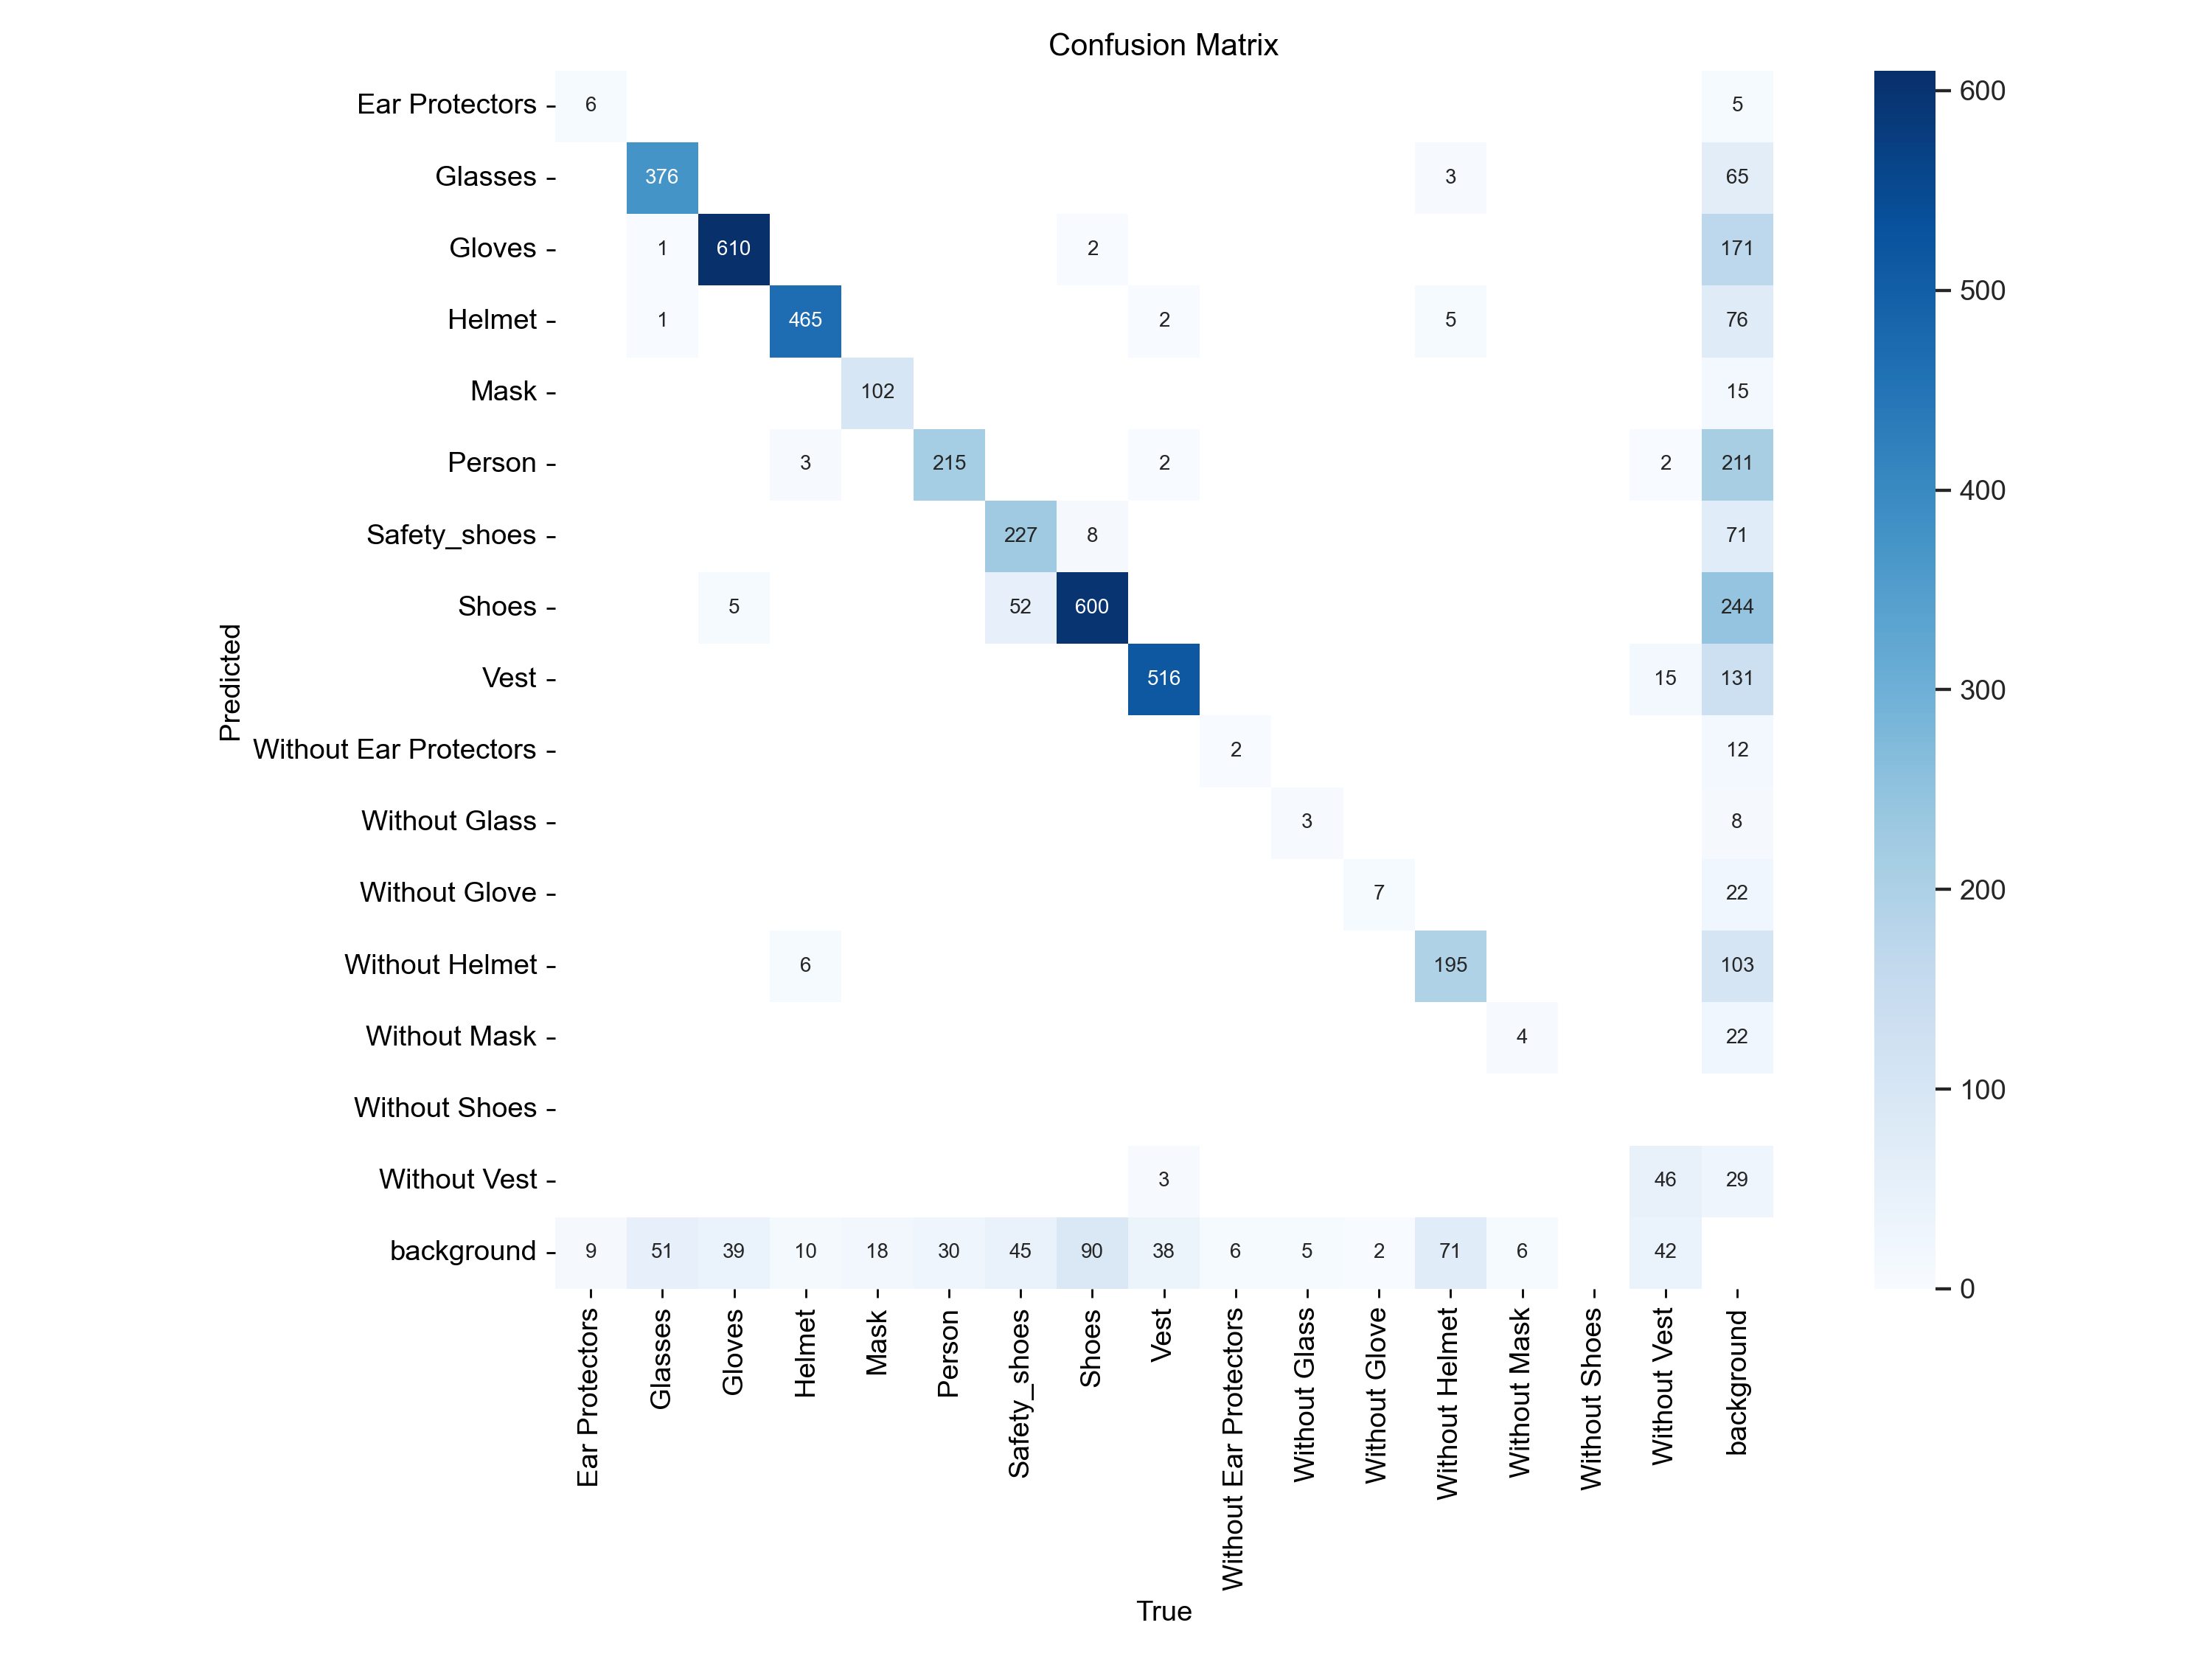 Confusion Matrix
Ear Protectors 6 5
Glasses 376 3 65
Gloves 1 610 2 171
Helmet 1 465 2 5 76
Mask 102 15
Person 3 215 2 2 211
Safety_shoes 227 8 71
Shoes 5 52 600 244
Vest 516 15 131
Without Ear Protectors 2 12
Without Glass 3 8
Without Glove 7 22
Without Helmet 6 195 103
Without Mask 4 22
Without Shoes
Without Vest 3 46 29
background 9 51 39 10 18 30 45 90 38 6 5 2 71 6 42
Predicted
Ear Protectors
Glasses
Gloves
Helmet
Mask
Person
Safety_shoes
Shoes
Vest
Without Ear Protectors
Without Glass
Without Glove
Without Helmet
Without Mask
Without Shoes
Without Vest
background
True
600
500
400
300
200
100
0